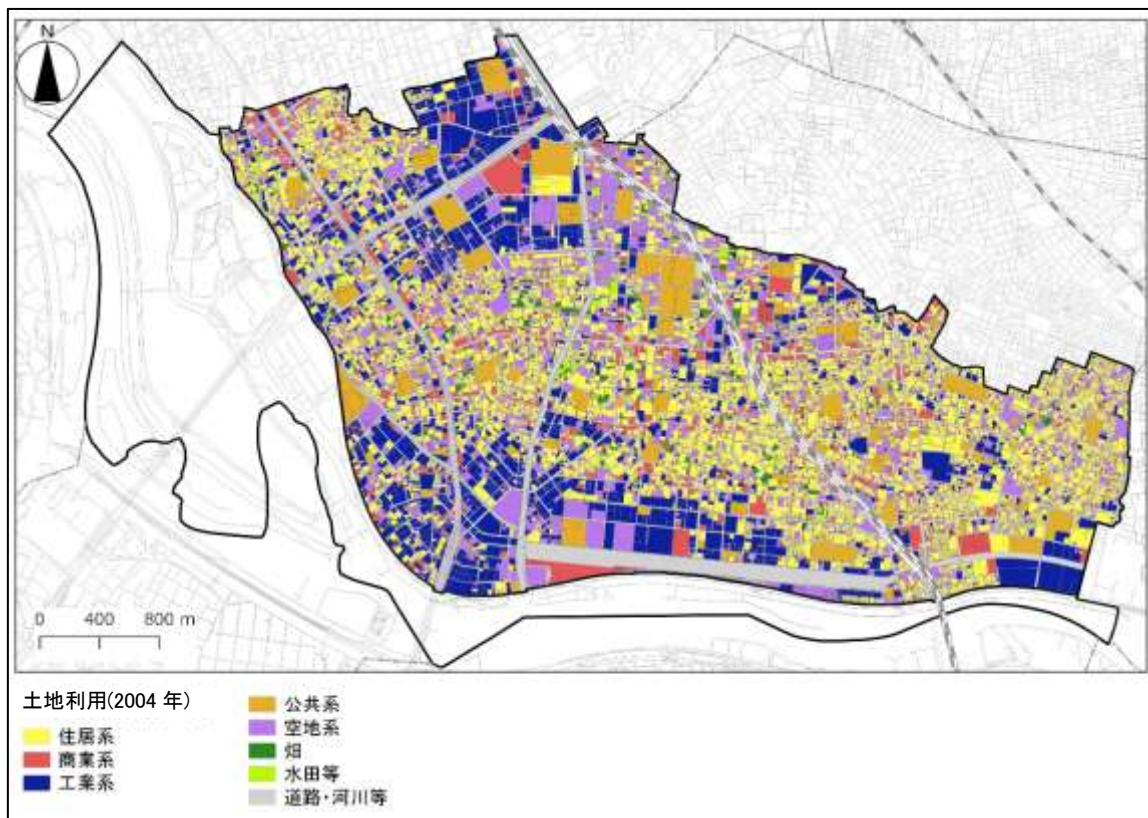 N
0 400 800 m
土地利用(2004 年)
住居系
商業系
工業系
公共系
空地系
畑
水田等
道路・河川等